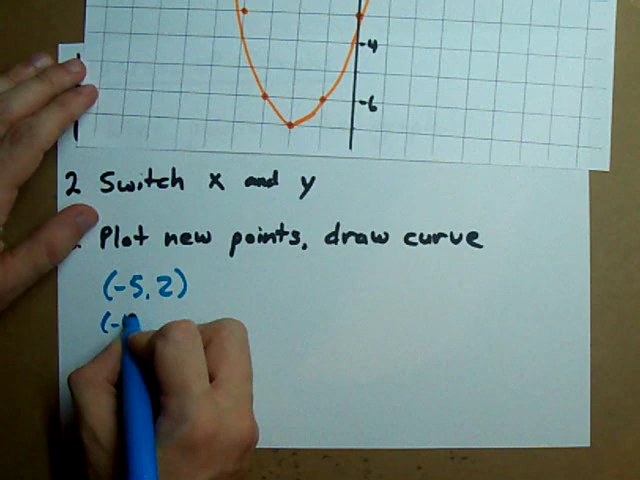 -4
-6
2 Switch x and y
. Plot new points, draw curve
(-5, 2)
(-